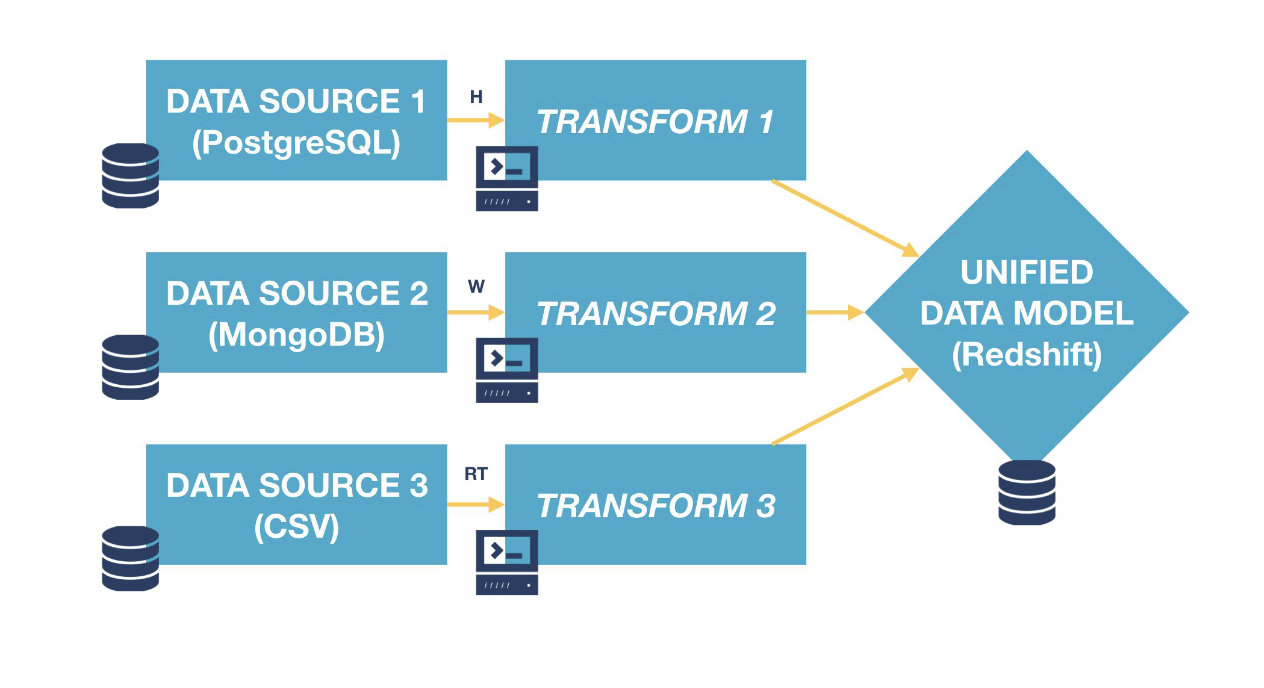 DATA SOURCE 1
(PostgreSQL)
H
TRANSFORM 1
DATA SOURCE 2
(MongoDB)
W
TRANSFORM 2
UNIFIED
DATA MODEL
(Redshift)
DATA SOURCE 3
(CSV)
RT
TRANSFORM 3